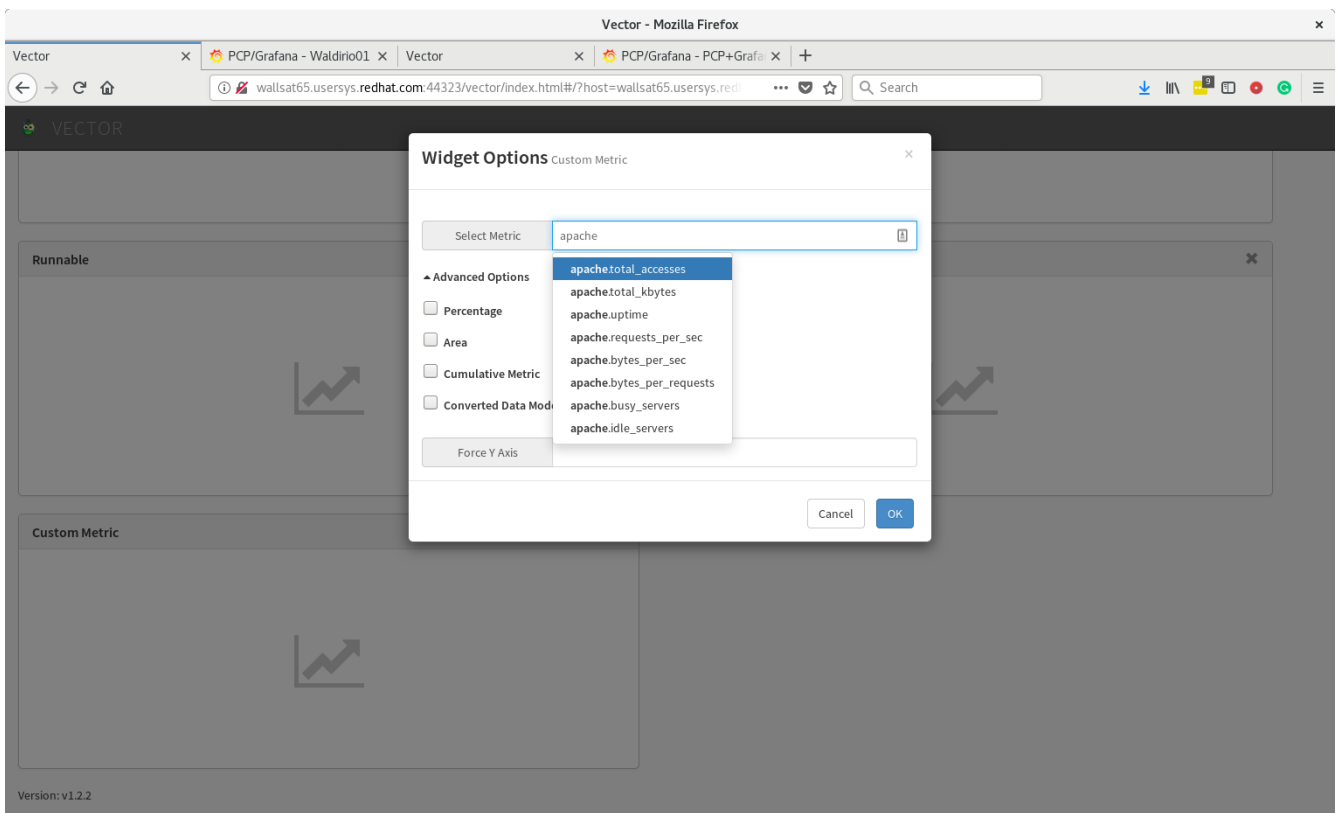 Vector - Mozilla Firefox
Vector
PCP/Grafana - Waldirio01
Vector
PCP/Grafana - PCP+Grafa
wallsat65.usersys.redhat.com:44323/vector/index.html#/?host=wallsat65.usersys.red
Search
9
VECTOR
Widget Options Custom Metric
Select Metric
apache
Runnable
apache.total_accesses
Advanced Options
apache.total_kbytes
Percentage
apache.uptime
apache.requests_per_sec
Area
apache.bytes_per_sec
Cumulative Metric
apache.bytes_per_requests
Converted Data Mode
apache.busy_servers
apache.idle_servers
Force Y Axis
Cancel
OK
Custom Metric
Version: v1.2.2